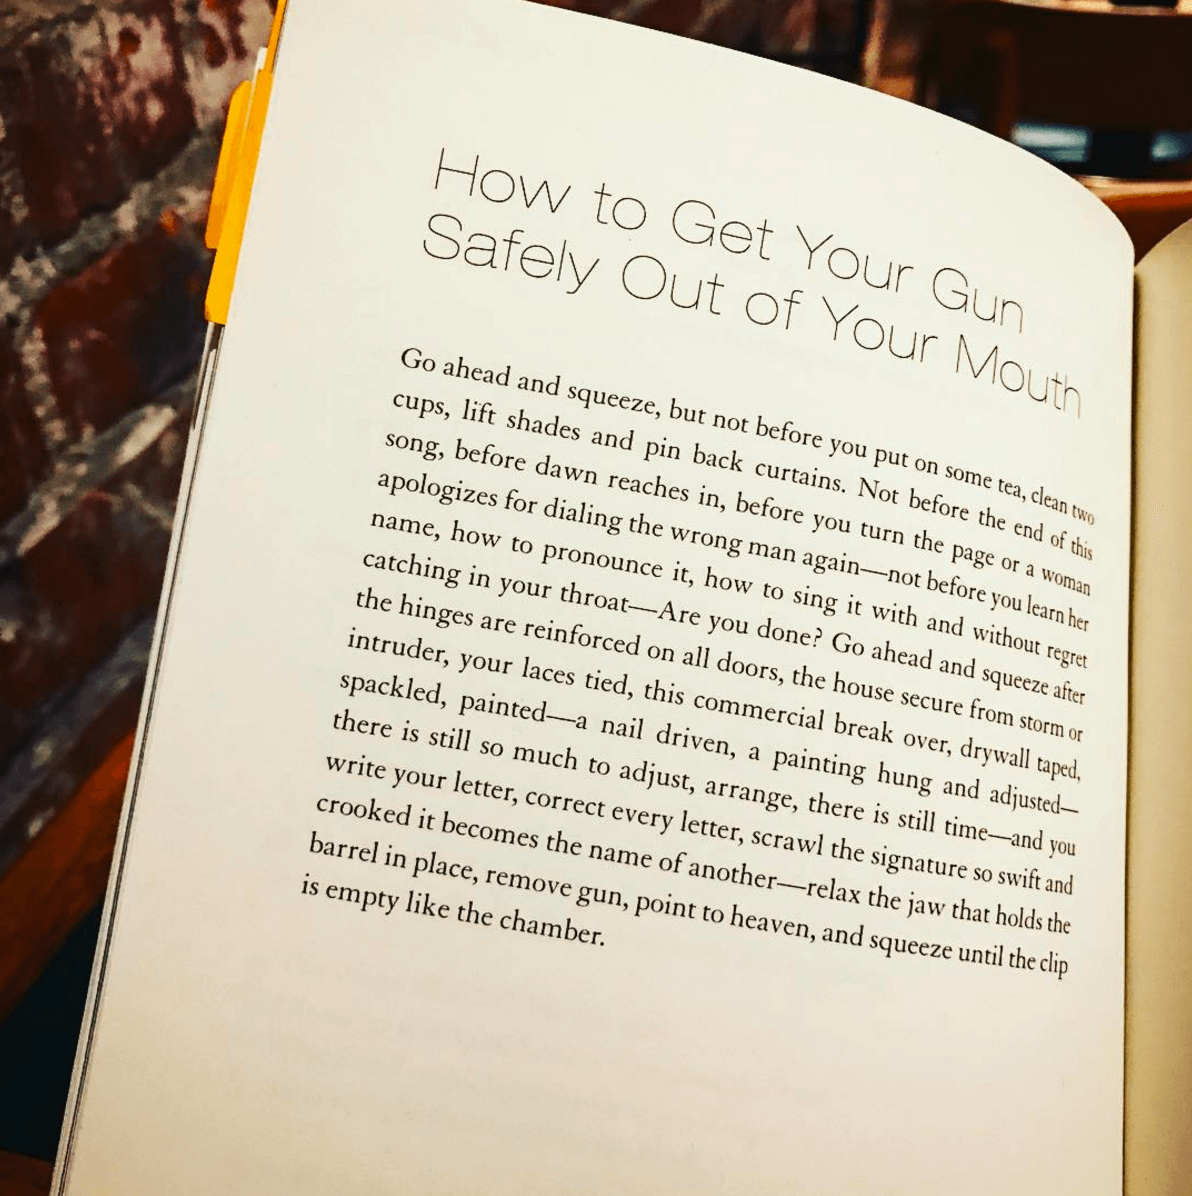 How to Get Your Gun
Safely Out of Your Mouth
Go ahead and squeeze, but not before you put on some tea, clean two
cups, lift shades and pin back curtains. Not before the end of this
song, before dawn reaches in, before you turn the page or a woman
apologizes for dialing the wrong man again—not before you learn her
name, how to pronounce it, how to sing it with and without regret
catching in your throat—Are you done? Go ahead and squeeze after
the hinges are reinforced on all doors, the house secure from storm or
intruder, your laces tied, this commercial break over, drywall taped,
spackled, painted—a nail driven, a painting hung and adjusted—
there is still so much to adjust, arrange, there is still time—and you
write your letter, correct every letter, scrawl the signature so swift and
crooked it becomes the name of another—relax the jaw that holds the
barrel in place, remove gun, point to heaven, and squeeze until the clip
is empty like the chamber.